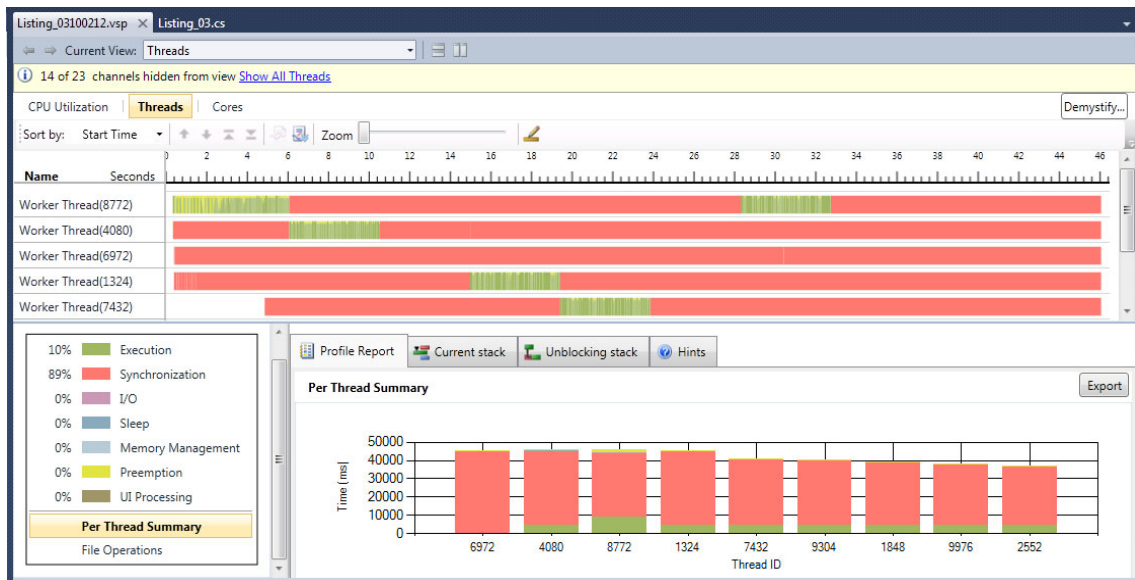 Listing_03100212.vsp Listing_03.cs
Current View: Threads
14 of 23 channels hidden from view Show All Threads
CPU Utilization Threads Cores Demystify...
Sort by: Start Time Zoom
0 2 4 6 8 10 12 14 16 18 20 22 24 26 28 30 32 34 36 38 40 42 44 46
Name Seconds
Worker Thread(8772)
Worker Thread(4080)
Worker Thread(6972)
Worker Thread(1324)
Worker Thread(7432)
10% Execution
89% Synchronization
0% I/O
0% Sleep
0% Memory Management
0% Preemption
0% UI Processing
Per Thread Summary
File Operations
Profile Report Current stack Unblocking stack Hints
Per Thread Summary Export
Time [ms]
50000
40000
30000
20000
10000
0
6972 4080 8772 1324 7432 9304 1848 9976 2552
Thread ID